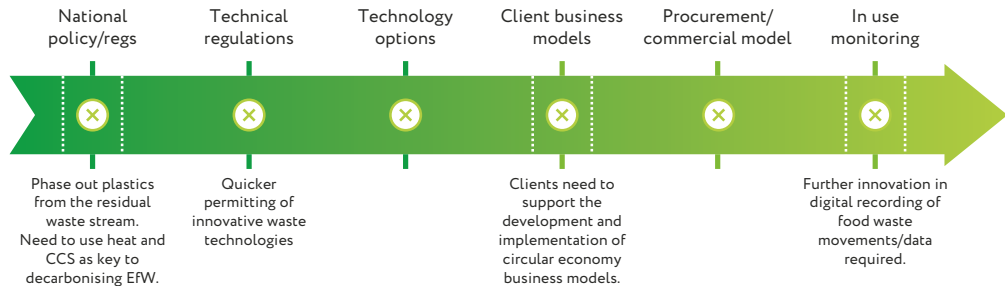 National
policy/regs
Technical
regulations
Technology
options
Client business
models
Procurement/
commercial model
In use
monitoring
Phase out plastics
from the residual
waste stream.
Need to use heat and
CCS as key to
decarbonising EfW.
Quicker
permitting of
innovative waste
technologies
Clients need to
support the
development and
implementation of
circular economy
business models.
Further innovation in
digital recording of
food waste
movements/data
required.